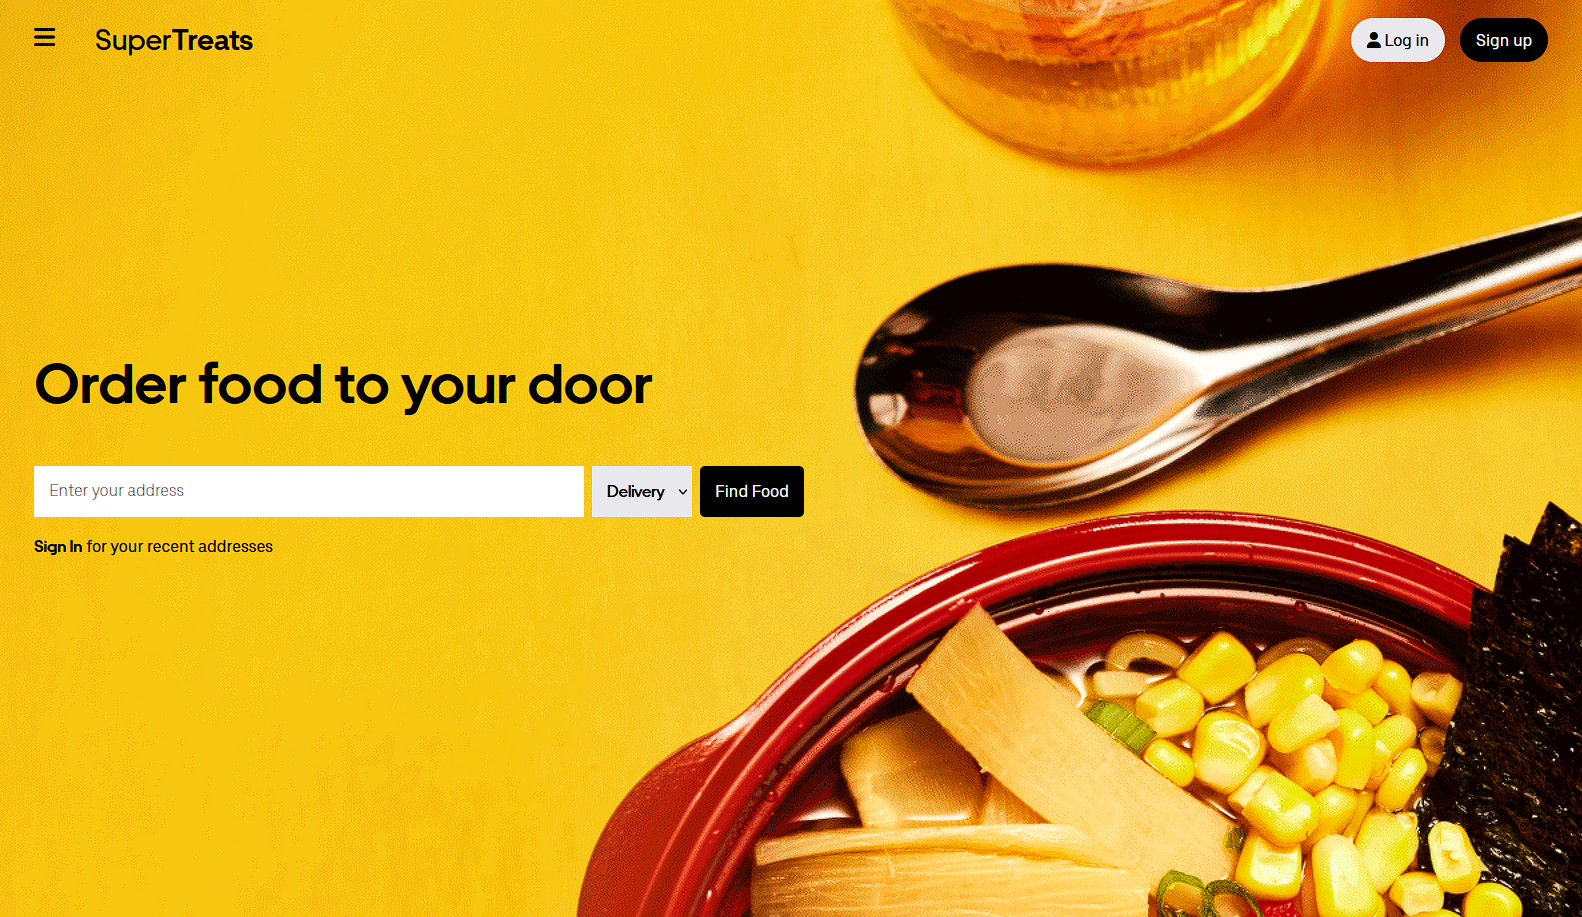 SuperTreats
Log in
Sign up
Order food to your door
Enter your address
Delivery
Find Food
Sign In for your recent addresses